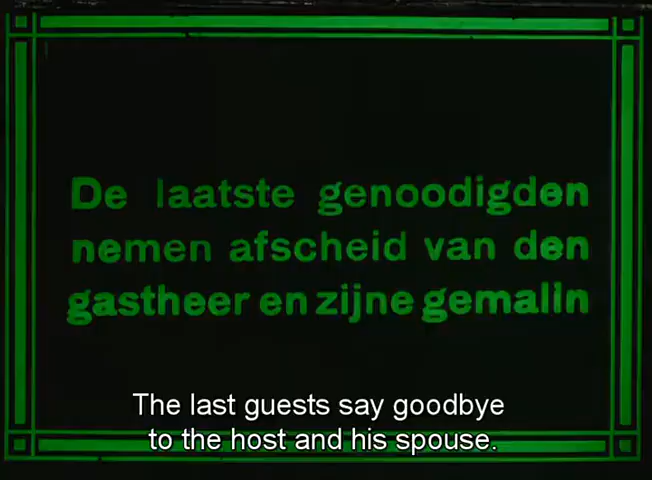 De laatste genoodigden
nemen afscheid van den
gastheer en zijne gemalin
The last guests say goodbye
to the host and his spouse.